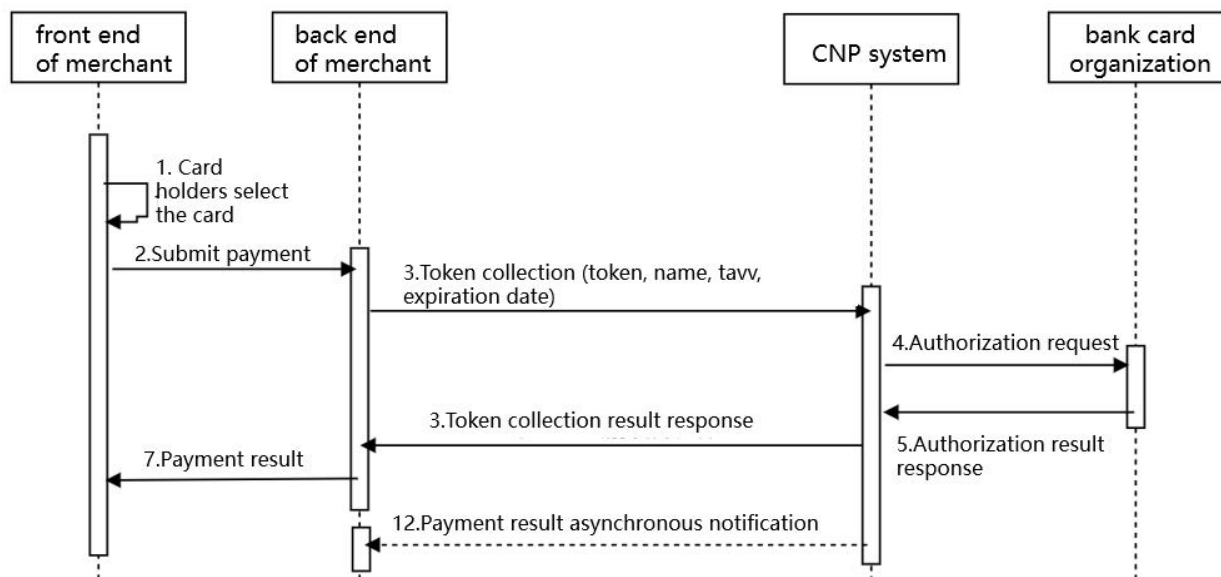 front end
of merchant
back end
of merchant
CNP system
bank card
organization
1. Card
holders select
the card
2.Submit payment
3.Token collection (token, name, tavv,
expiration date)
4.Authorization request
3.Token collection result response
5.Authorization result
response
7.Payment result
12.Payment result asynchronous notification